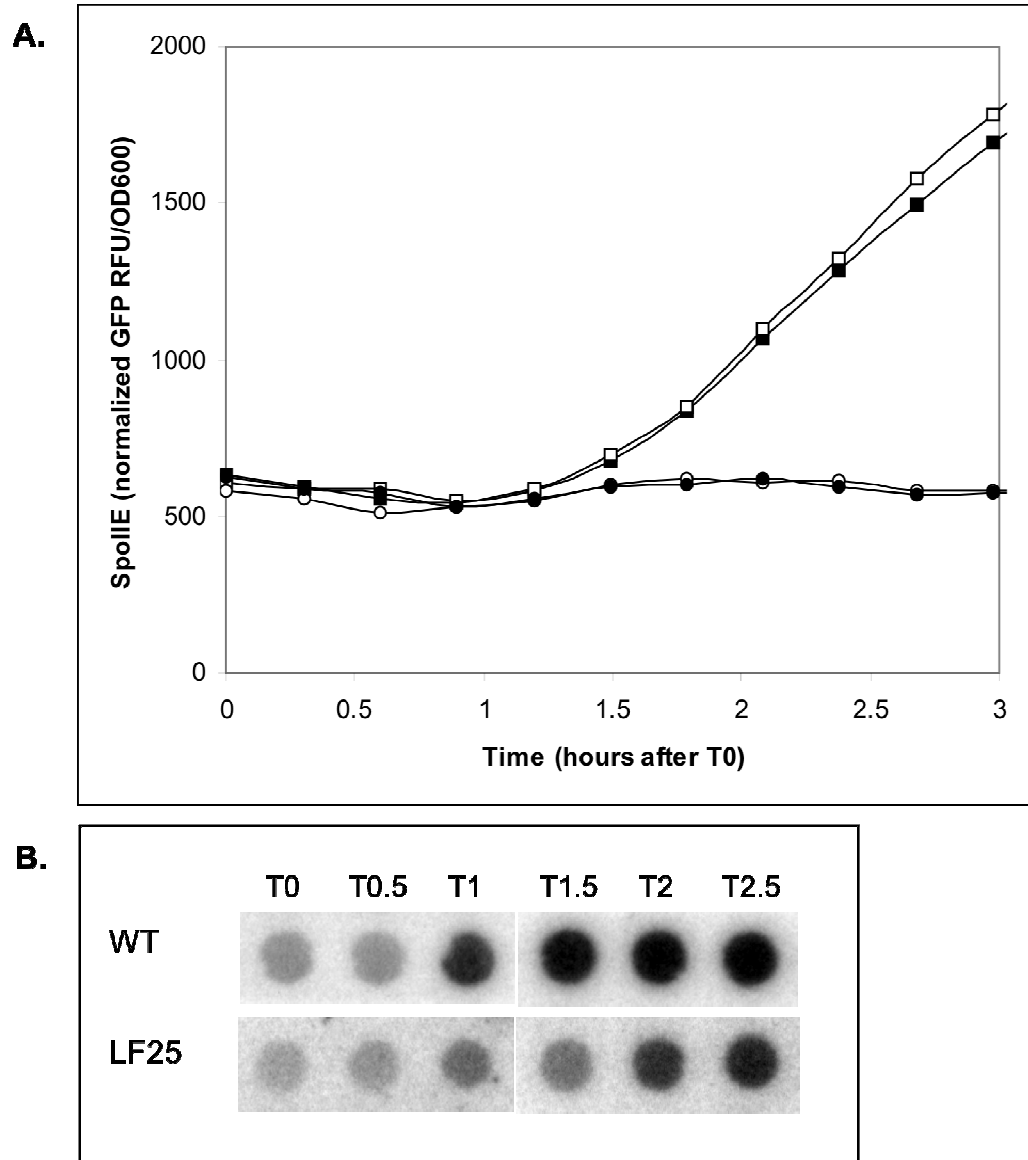 A.
2000
1500
1000
500
0
SpoIIE (normalized GFP RFU/OD600)
0 0.5 1 1.5 2 2.5 3
Time (hours after T0)
B.
T0 T0.5 T1 T1.5 T2 T2.5
WT
LF25